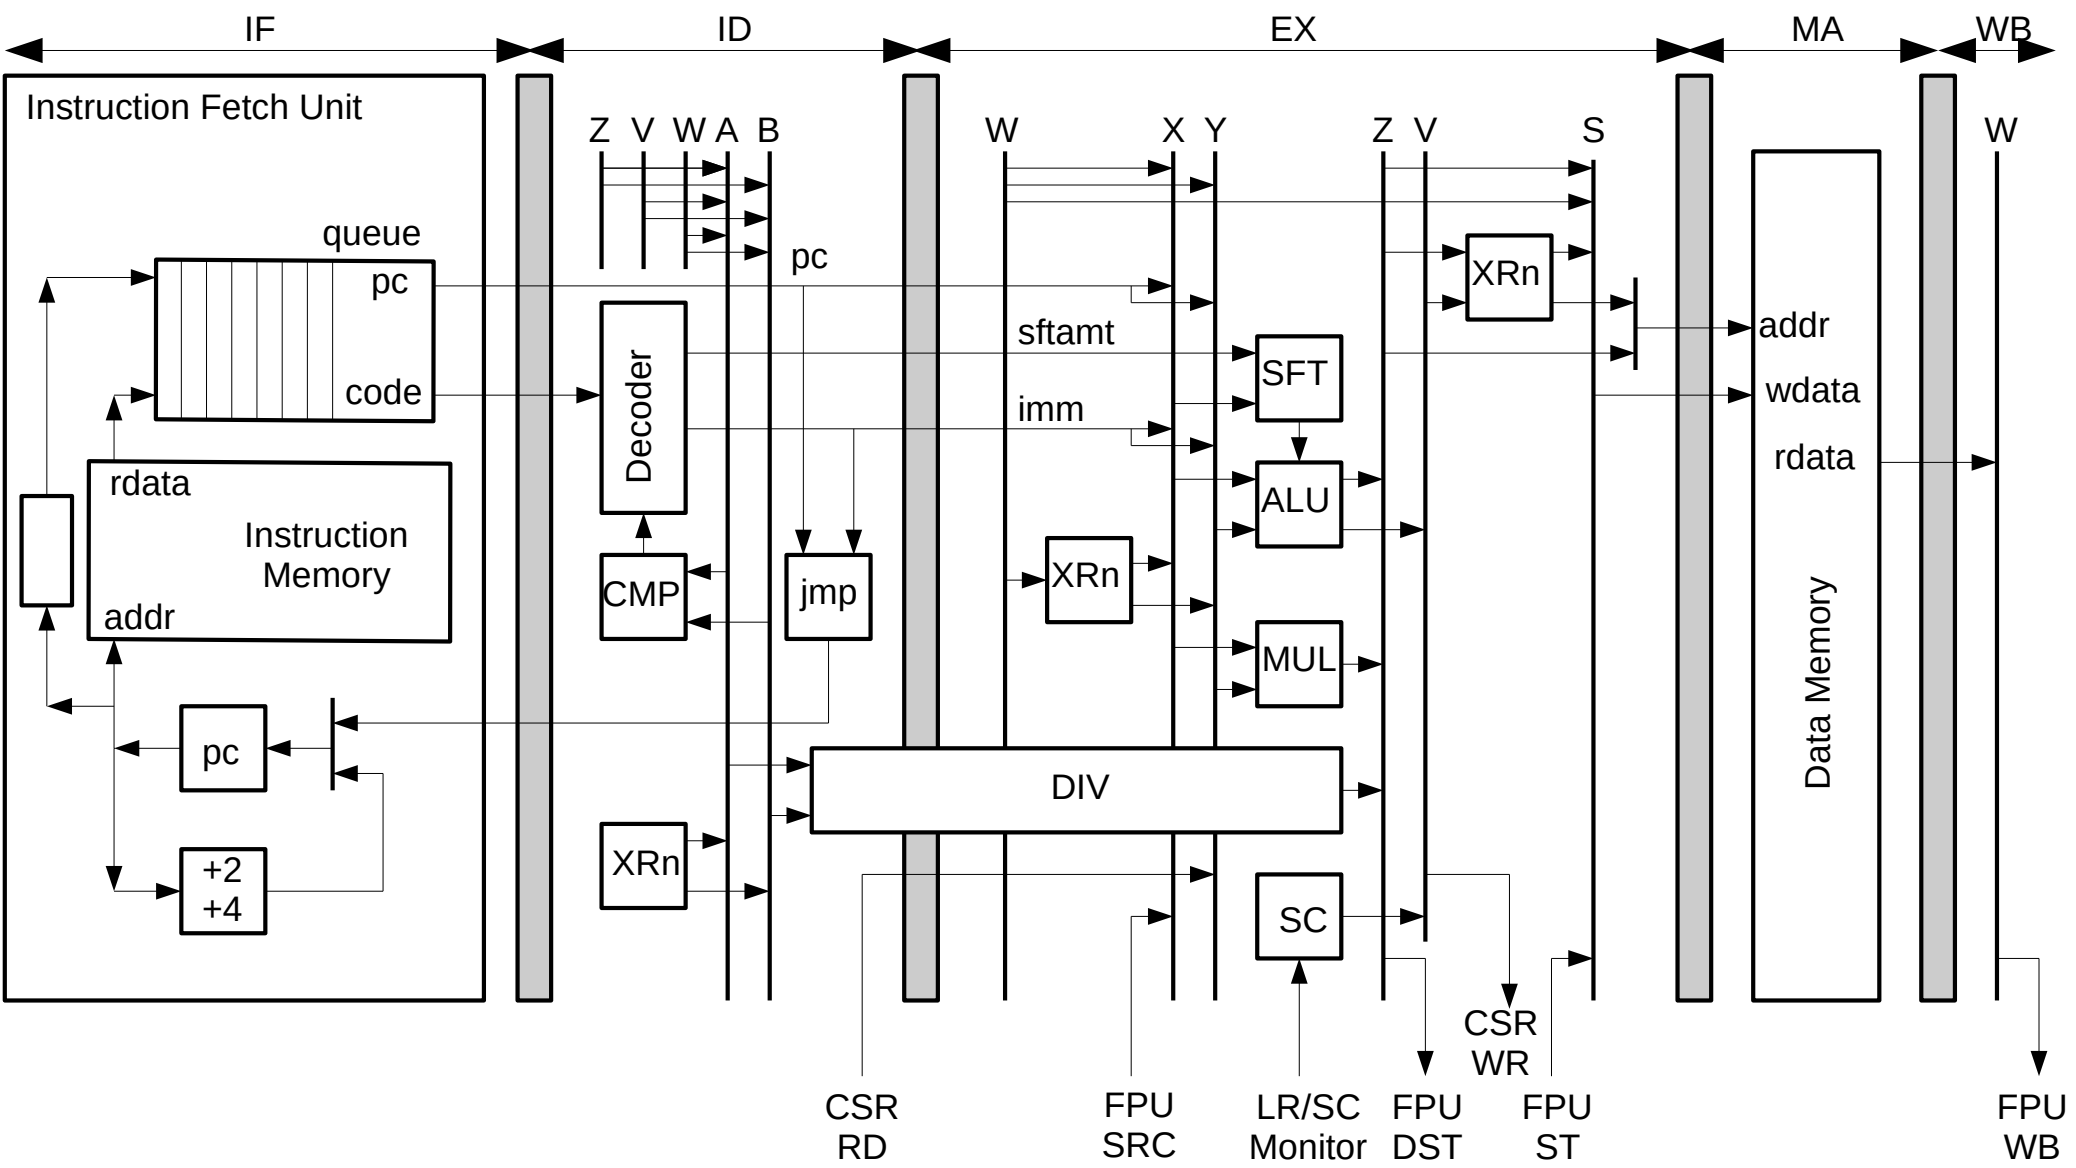 IF
ID
EX
MA
WB
Instruction Fetch Unit
Z
V
W
A
B
W
X
Y
Z
V
S
W
queue
pc
pc
XRn
sftamt
addr
Decoder
SFT
code
imm
wdata
rdata
rdata
ALU
Instruction
Memory
CMP
jmp
XRn
addr
MUL
Data Memory
pc
DIV
XRn
+2
+4
SC
CSR
WR
CSR
RD
FPU
SRC
LR/SC
Monitor
FPU
DST
FPU
ST
FPU
WB